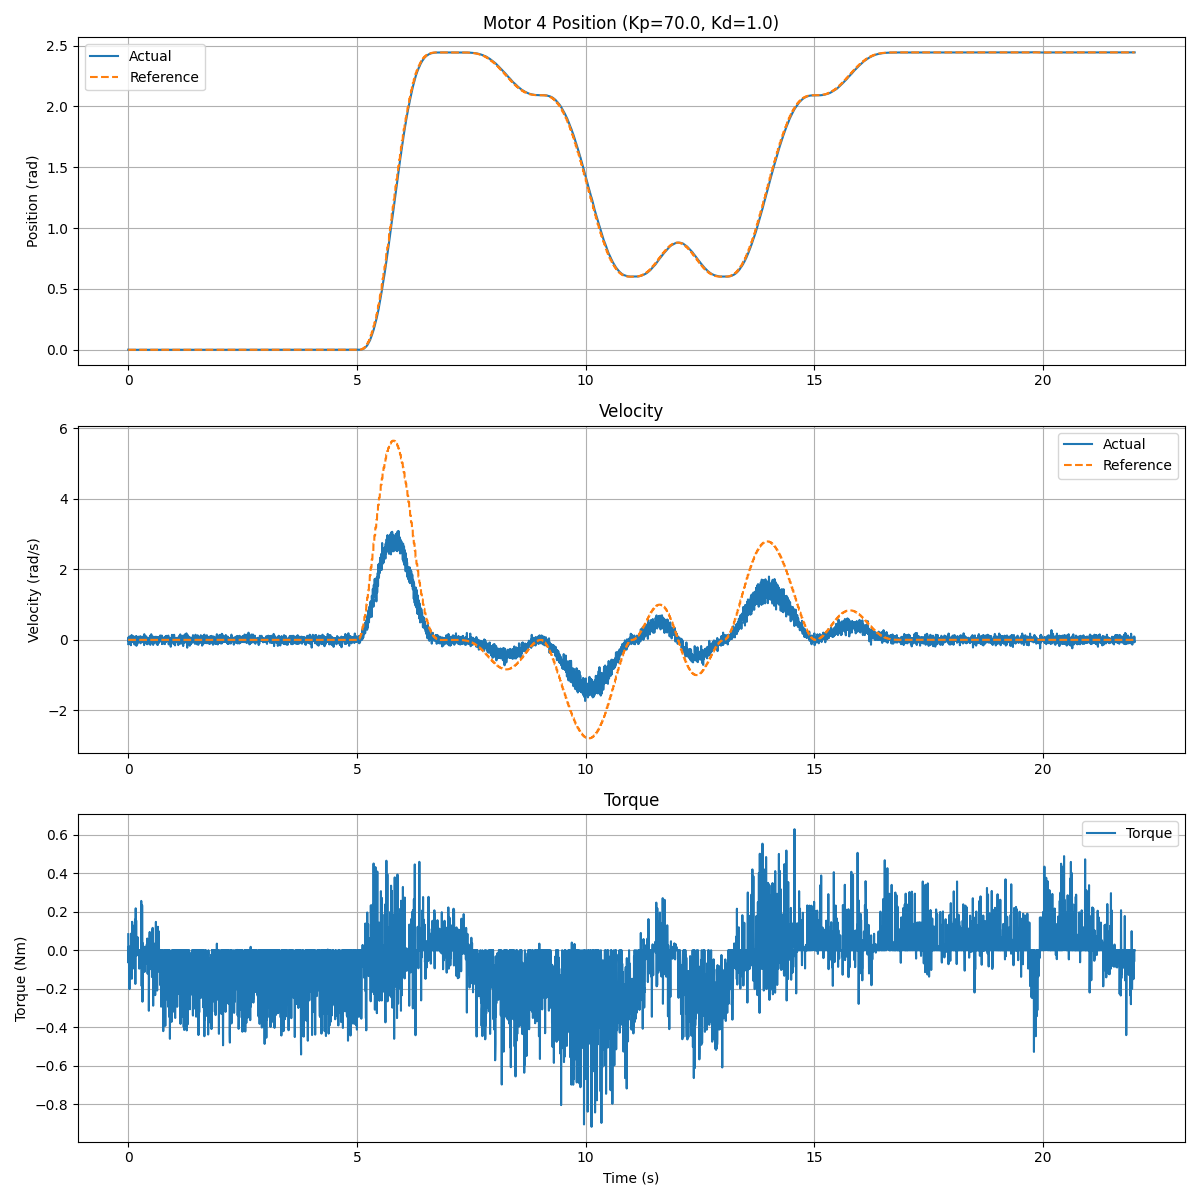 Motor 4 Position (Kp=70.0, Kd=1.0)
Actual
Reference
Position (rad)
2.5
2.0
1.5
1.0
0.5
0.0
0 5 10 15 20
Velocity
Actual
Reference
Velocity (rad/s)
6
4
2
0
−2
0 5 10 15 20
Torque
Torque
Torque (Nm)
0.6
0.4
0.2
0.0
−0.2
−0.4
−0.6
−0.8
0 5 10 15 20
Time (s)